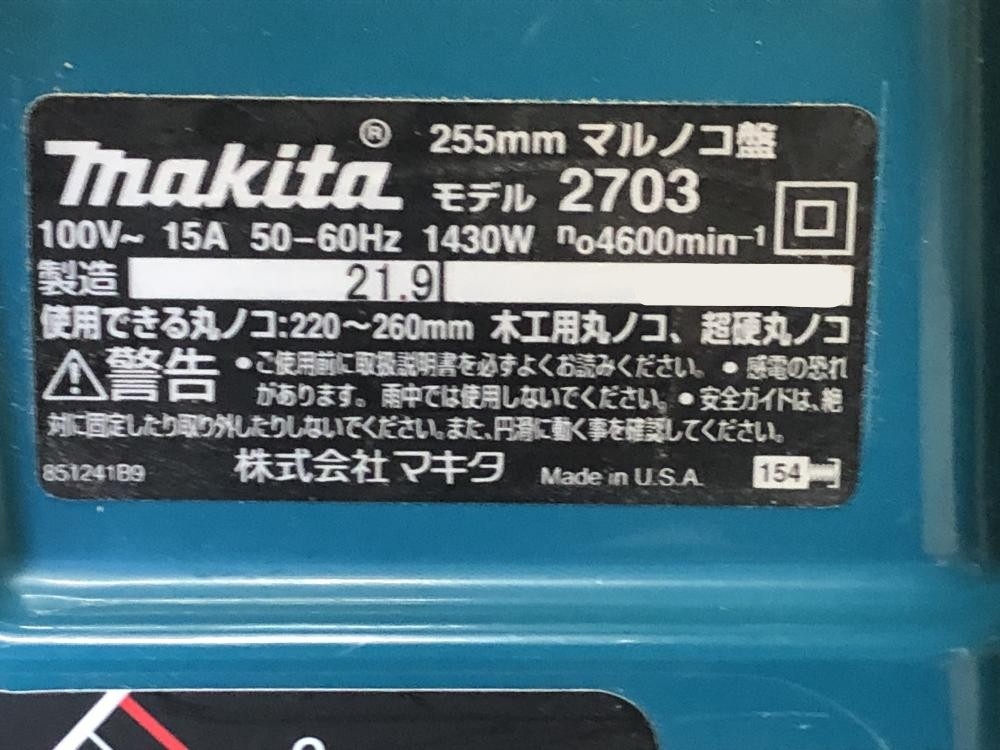 makita® 255mm マルノコ盤
モデル 2703
100V~ 15A 50-60Hz 1430W n₀4600min⁻¹
製造 21.9
使用できる丸ノコ:220～260mm 木工用丸ノコ、超硬丸ノコ
⚠警告 ●ご使用前に取扱説明書を必ずよくお読みください。 ●感電の恐れ
があります。雨中では使用しないでください。●安全ガイドは、絶
対に固定したり取り外したりしないでください。また、円滑に動く事を確認してください。
851241B9 株式会社マキタ Made in U.S.A. 154